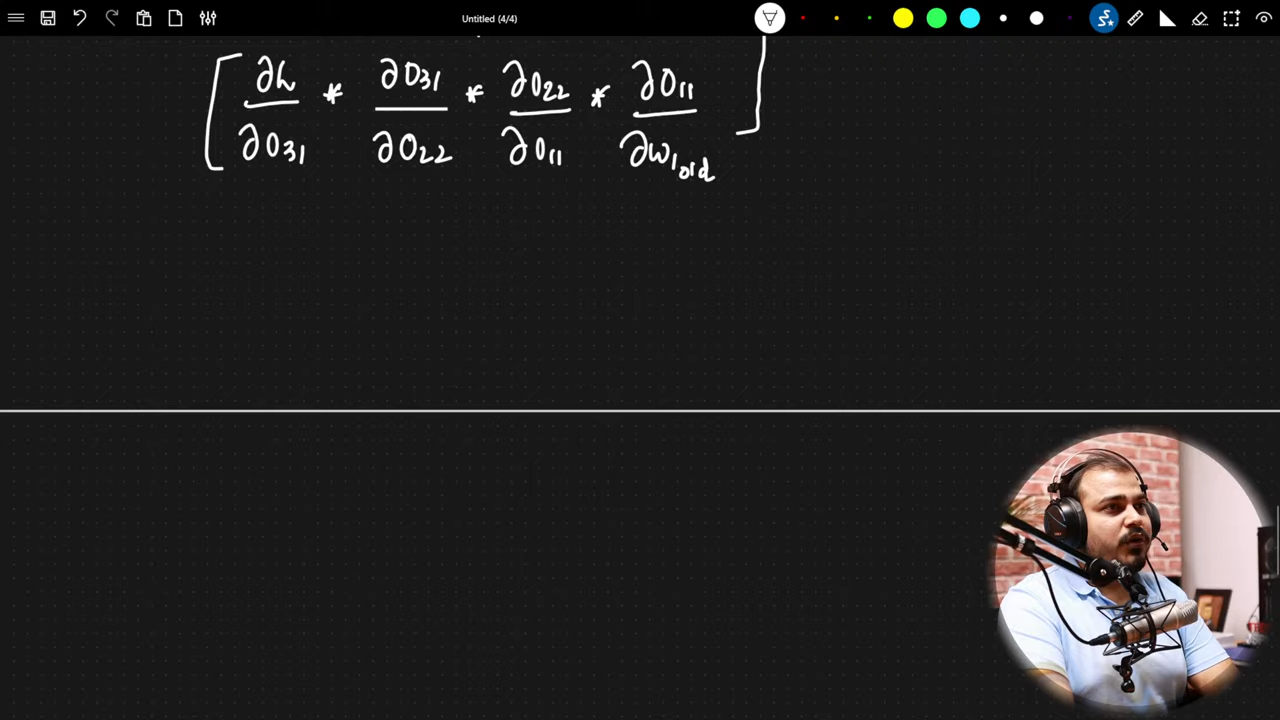 Untitled (4/4)
[ ∂L/∂O31 * ∂O31/∂O22 * ∂O22/∂O11 * ∂O11/∂w1old ]